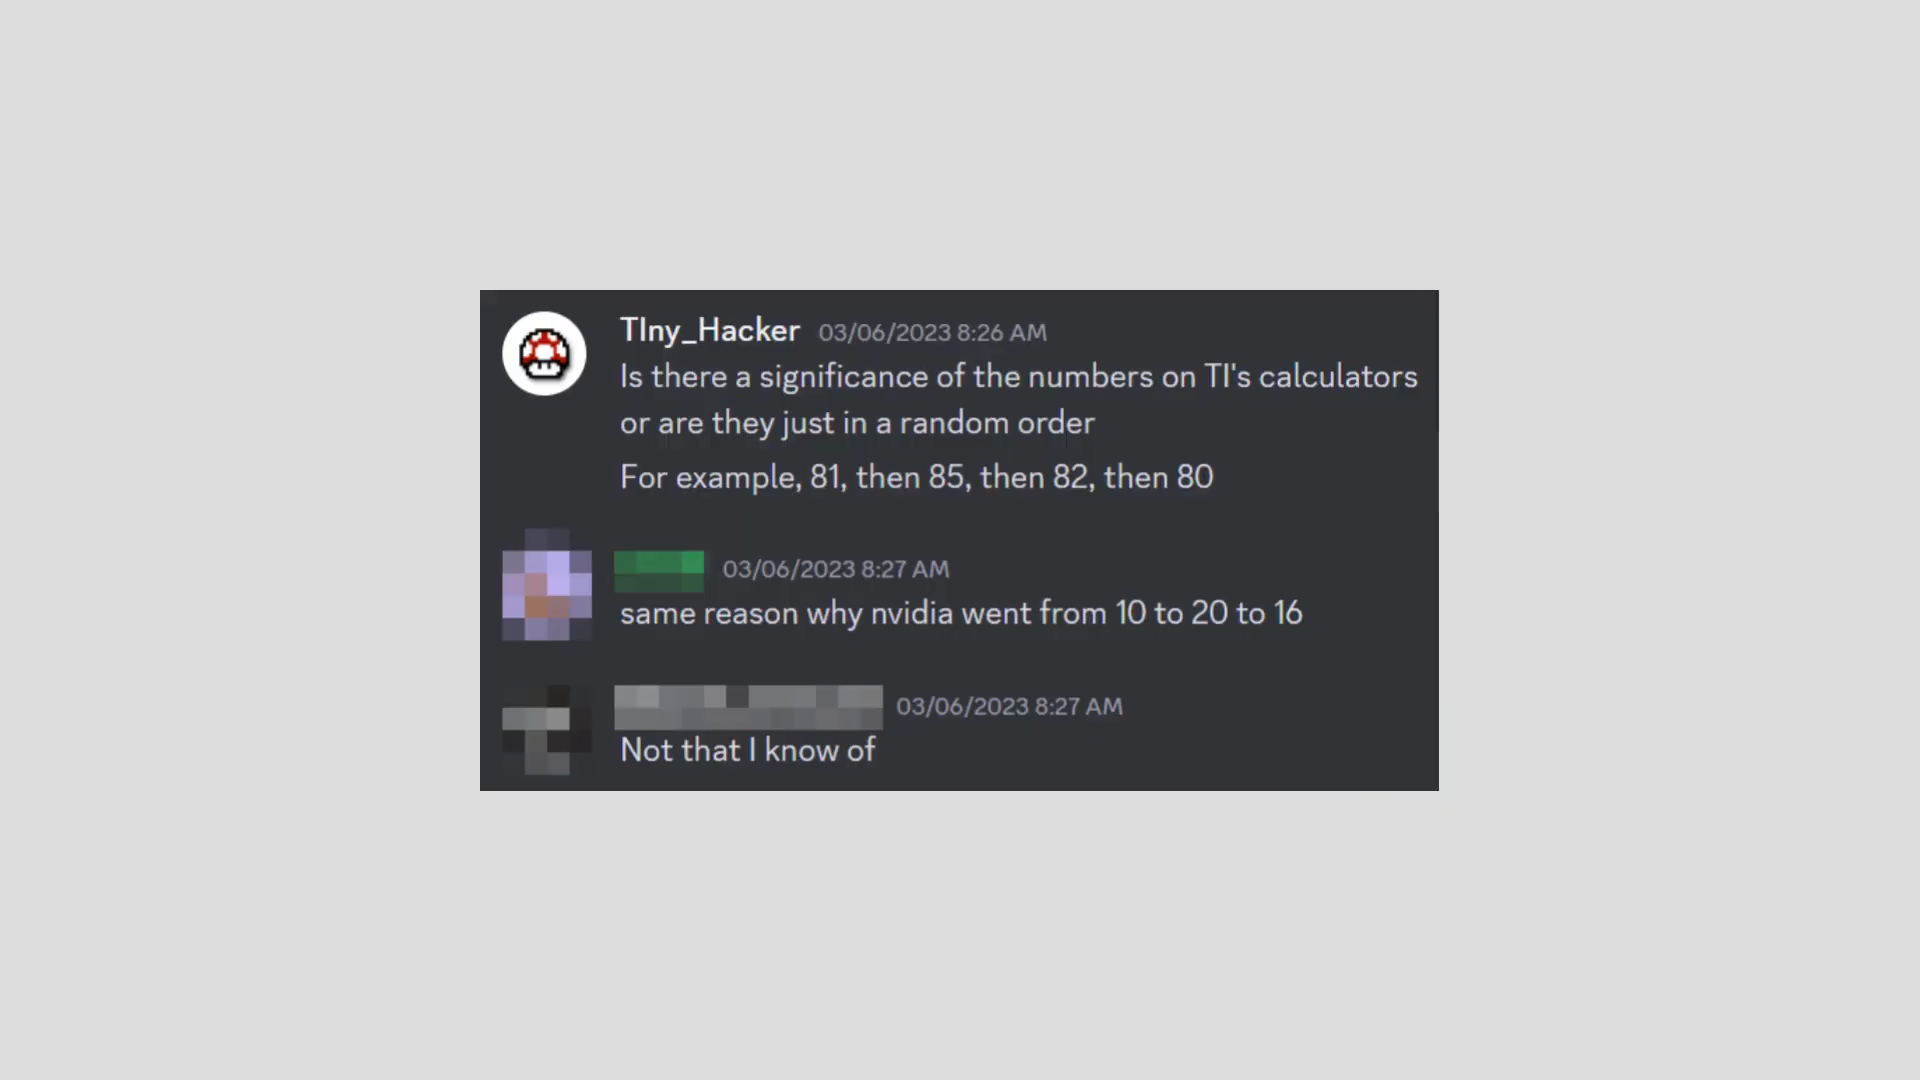 TIny_Hacker 03/06/2023 8:26 AM
Is there a significance of the numbers on TI's calculators
or are they just in a random order
For example, 81, then 85, then 82, then 80
03/06/2023 8:27 AM
same reason why nvidia went from 10 to 20 to 16
03/06/2023 8:27 AM
Not that I know of